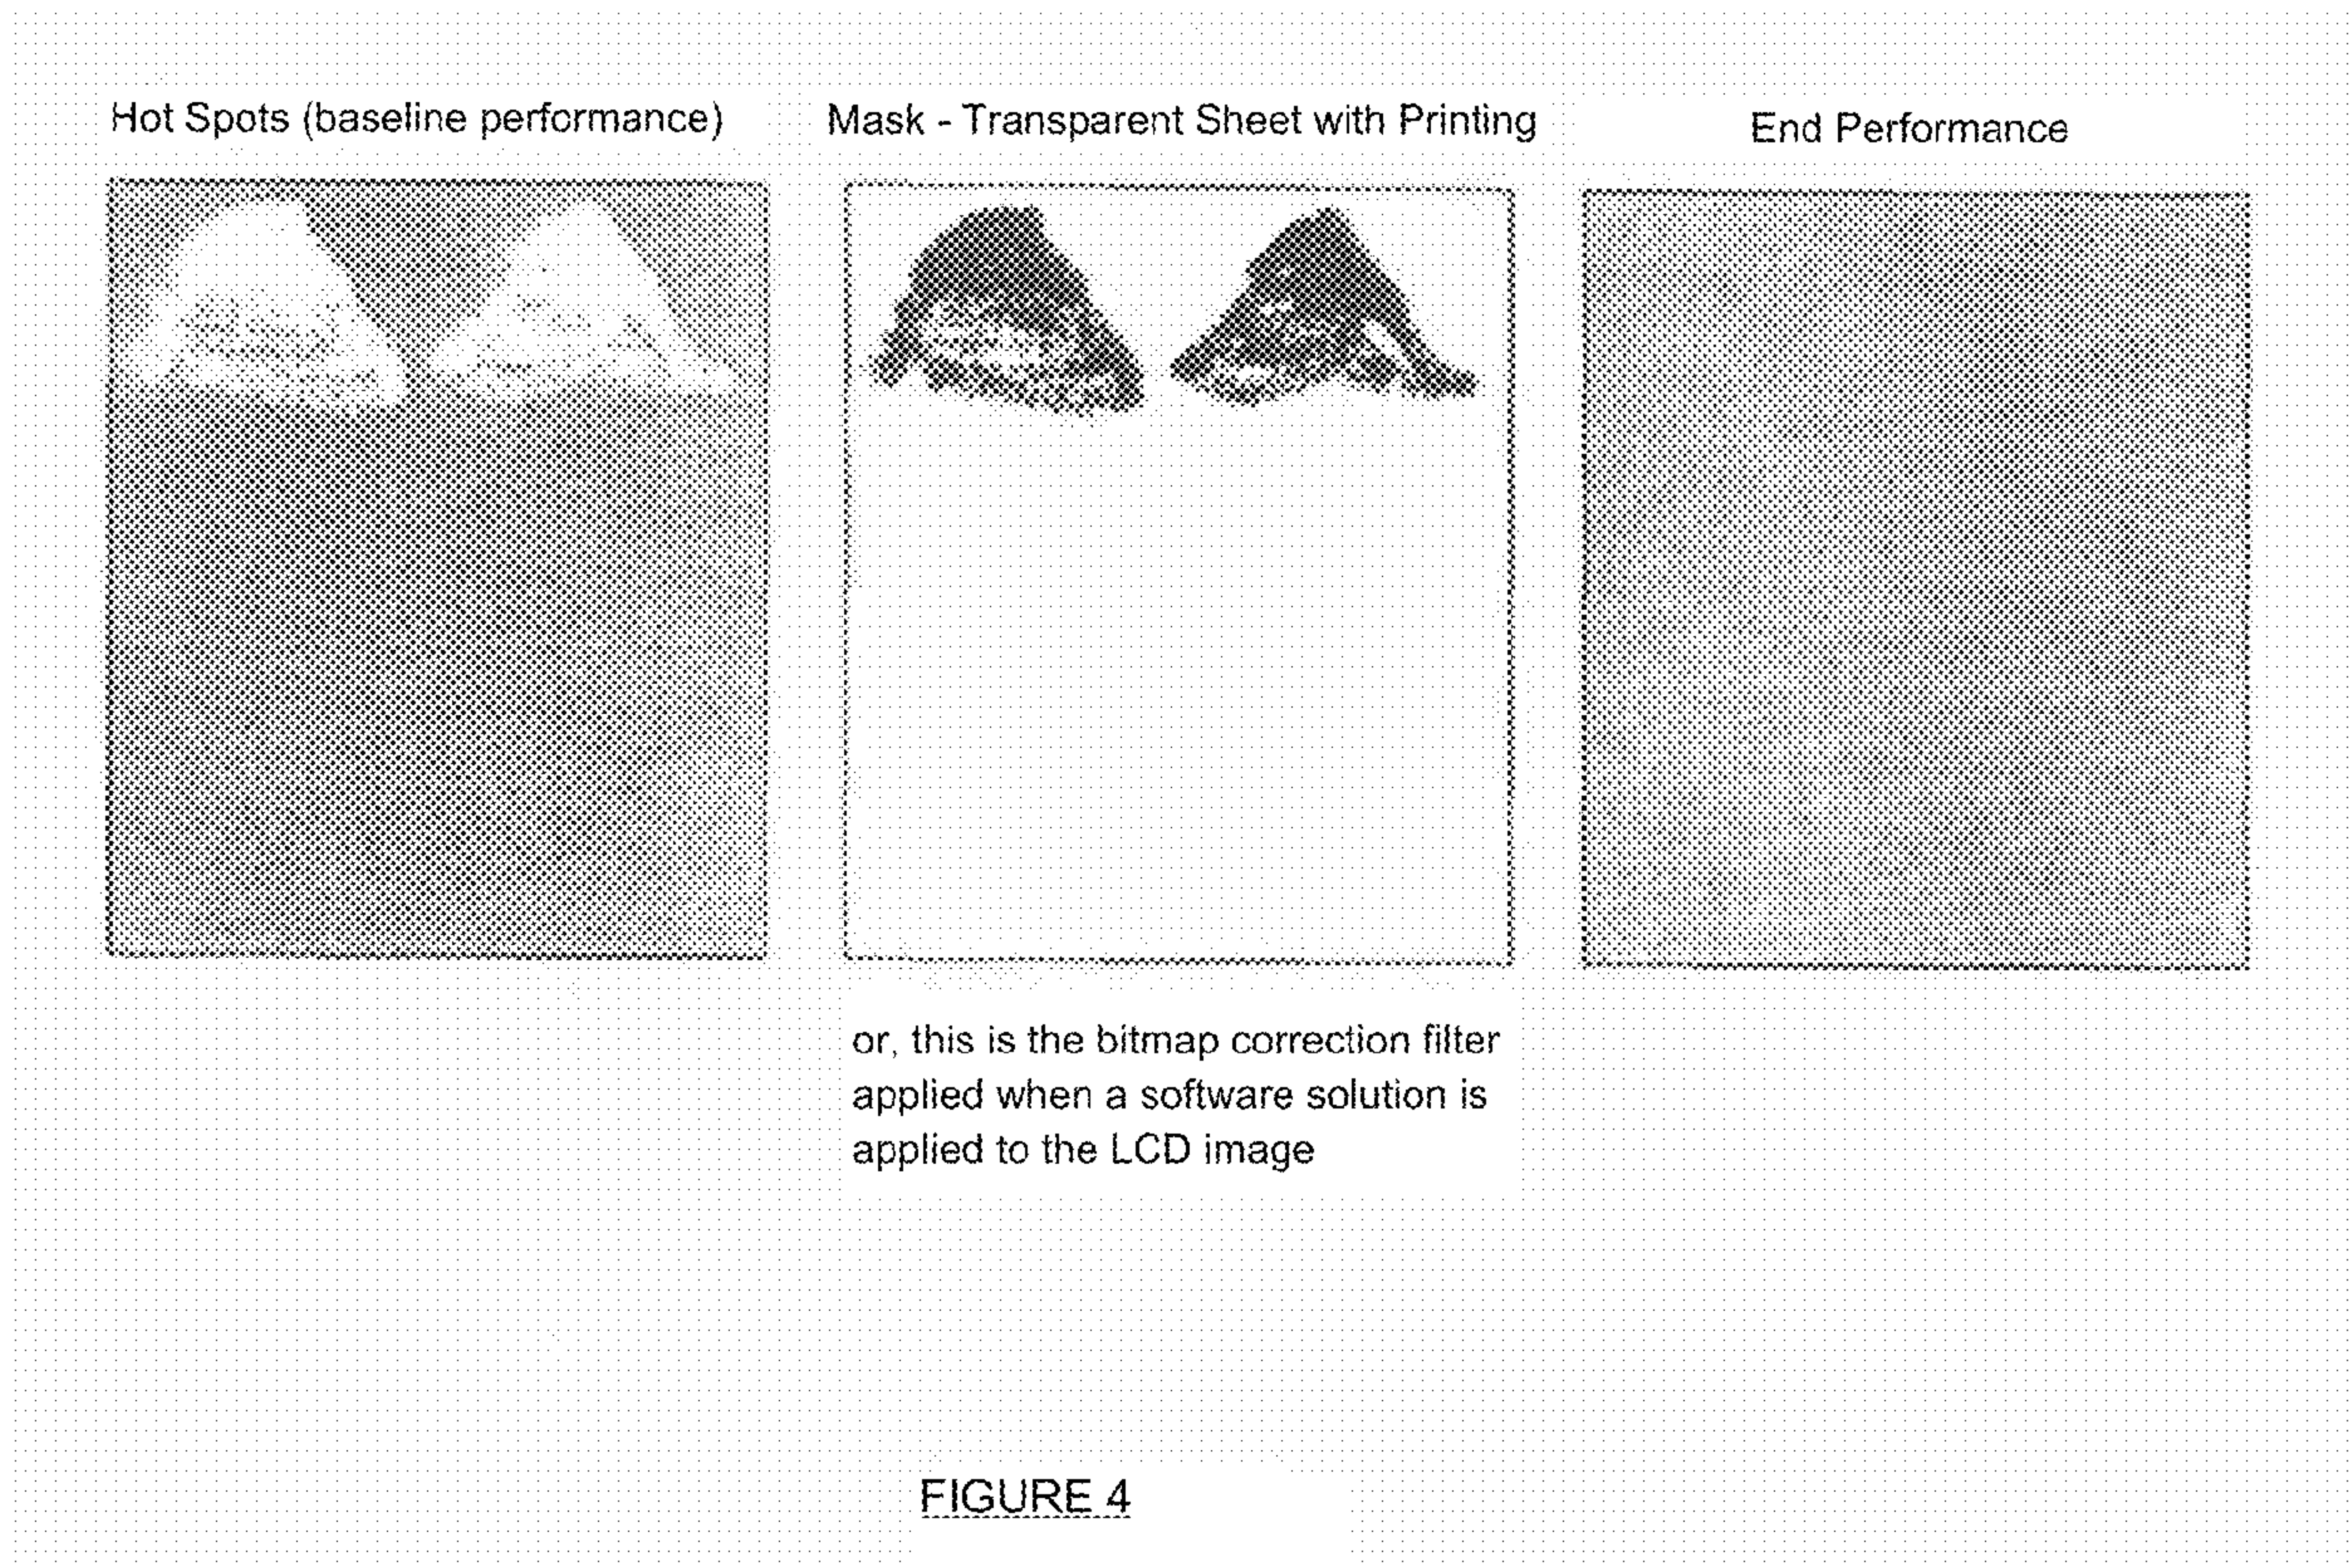 Hot Spots (baseline performance)
Mask - Transparent Sheet with Printing
End Performance
or, this is the bitmap correction filter
applied when a software solution is
applied to the LCD image
FIGURE 4